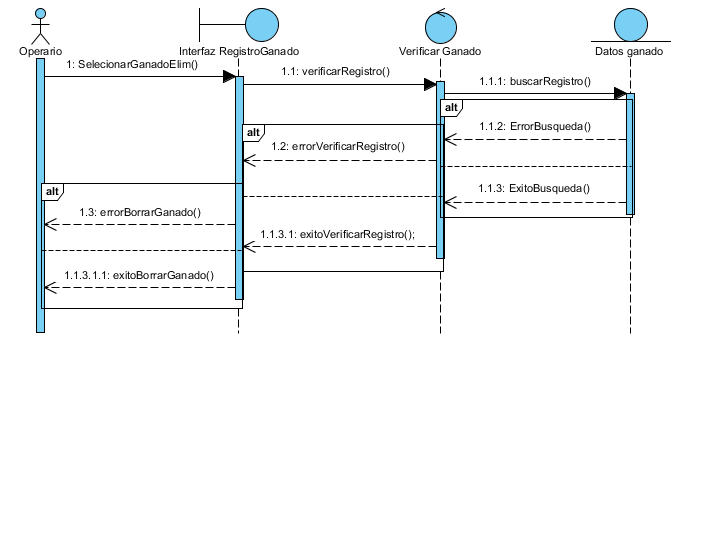 Operario
Interfaz RegistroGanado
Verificar Ganado
Datos ganado
1: SelecionarGanadoElim()
1.1: verificarRegistro()
1.1.1: buscarRegistro()
alt
1.1.2: ErrorBusqueda()
alt
1.2: errorVerificarRegistro()
1.1.3: ExitoBusqueda()
alt
1.3: errorBorrarGanado()
1.1.3.1: exitoVerificarRegistro();
1.1.3.1.1: exitoBorrarGanado()